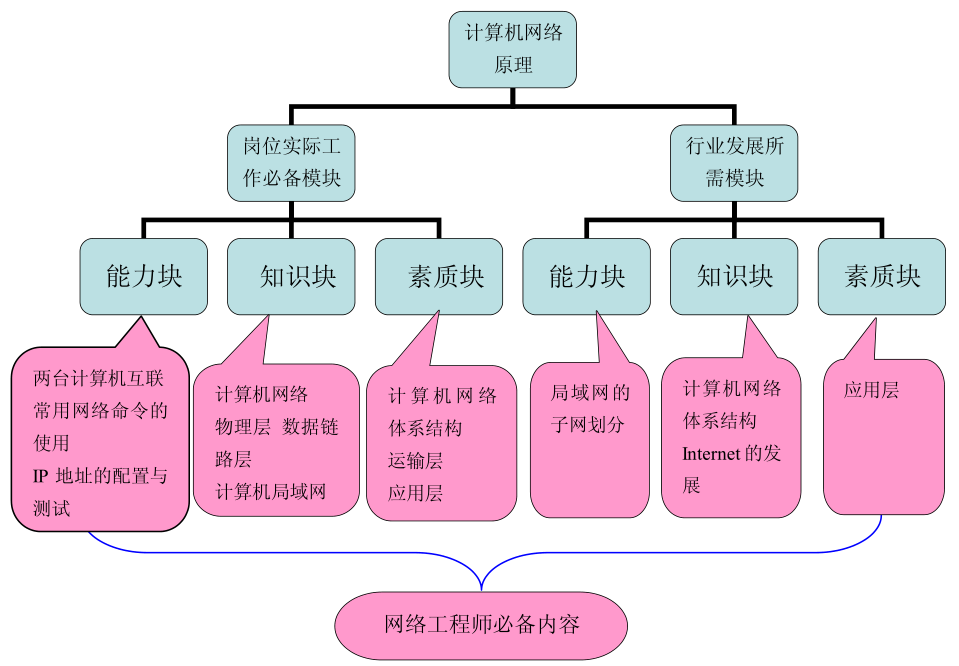 计算机网络
原理
岗位实际工
作必备模块
行业发展所
需模块
能力块
知识块
素质块
能力块
知识块
素质块
两台计算机互联
常用网络命令的
使用
IP 地址的配置与
测试
计算机网络
物理层 数据链
路层
计算机局域网
计算机网络
体系结构
运输层
应用层
局域网的
子网划分
计算机网络
体系结构
Internet 的发
展
应用层
网络工程师必备内容